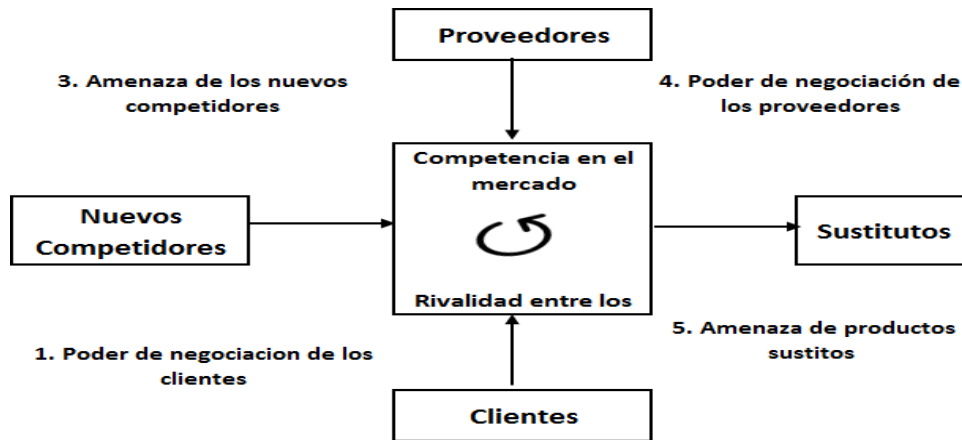 Proveedores
3. Amenaza de los nuevos
competidores
4. Poder de negociación de
los proveedores
Competencia en el
mercado
Nuevos
Competidores
Sustitutos
Rivalidad entre los
1. Poder de negociacion de los
clientes
5. Amenaza de productos
sustitos
Clientes